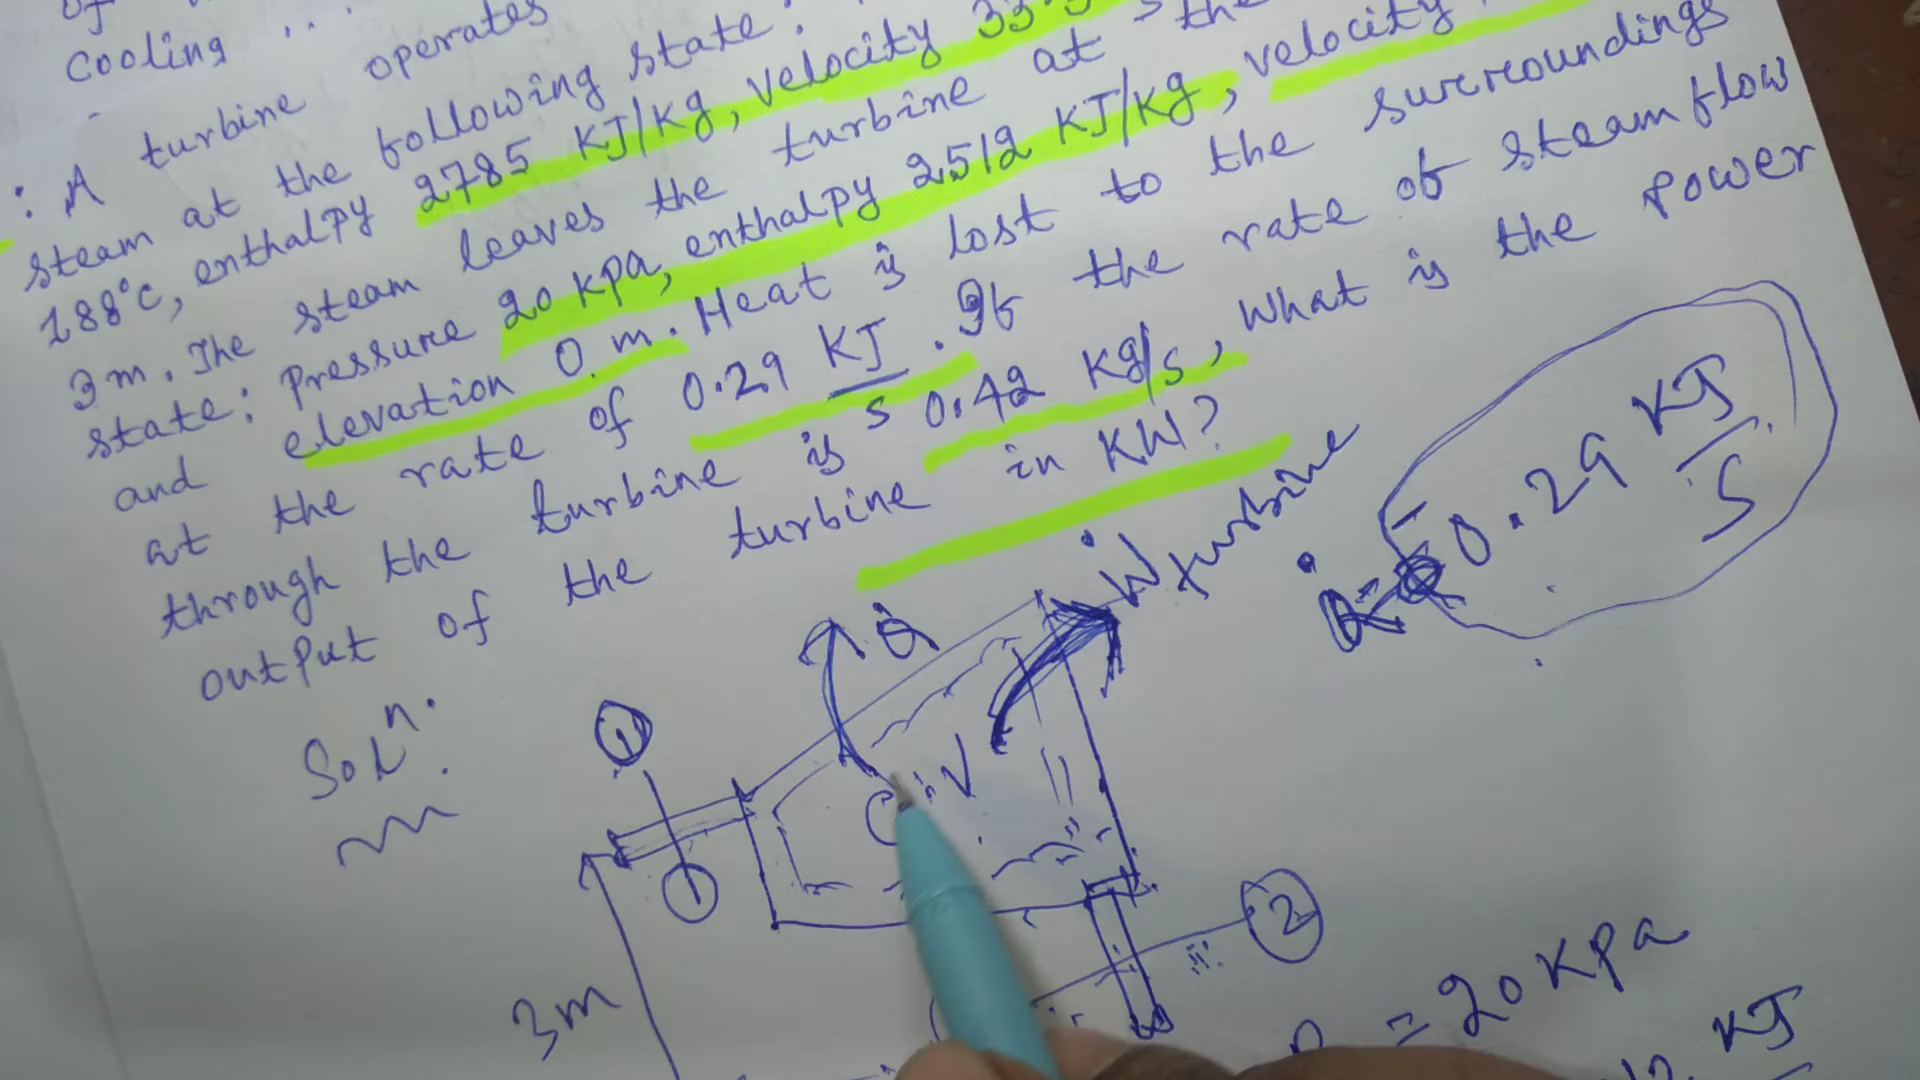 of
cooling
: A turbine operates
steam at the following state:
188°C, enthalpy 2785 KJ/Kg, velocity 33.3
3m. The steam leaves the turbine at the
state: pressure 20 kpa, enthalpy 2512 KJ/Kg, velocity
and elevation 0 m. Heat is lost to the surroundings
at the rate of 0.29 KJ/s. If the rate of steam flow
through the turbine is 0.42 Kg/s, what is the power
output of the turbine in KW?
Solⁿ.
Q̇
Ẇ turbine
- 0.29 KJ/S
1
C.V
1
2
3m
= 20 Kpa
KJ